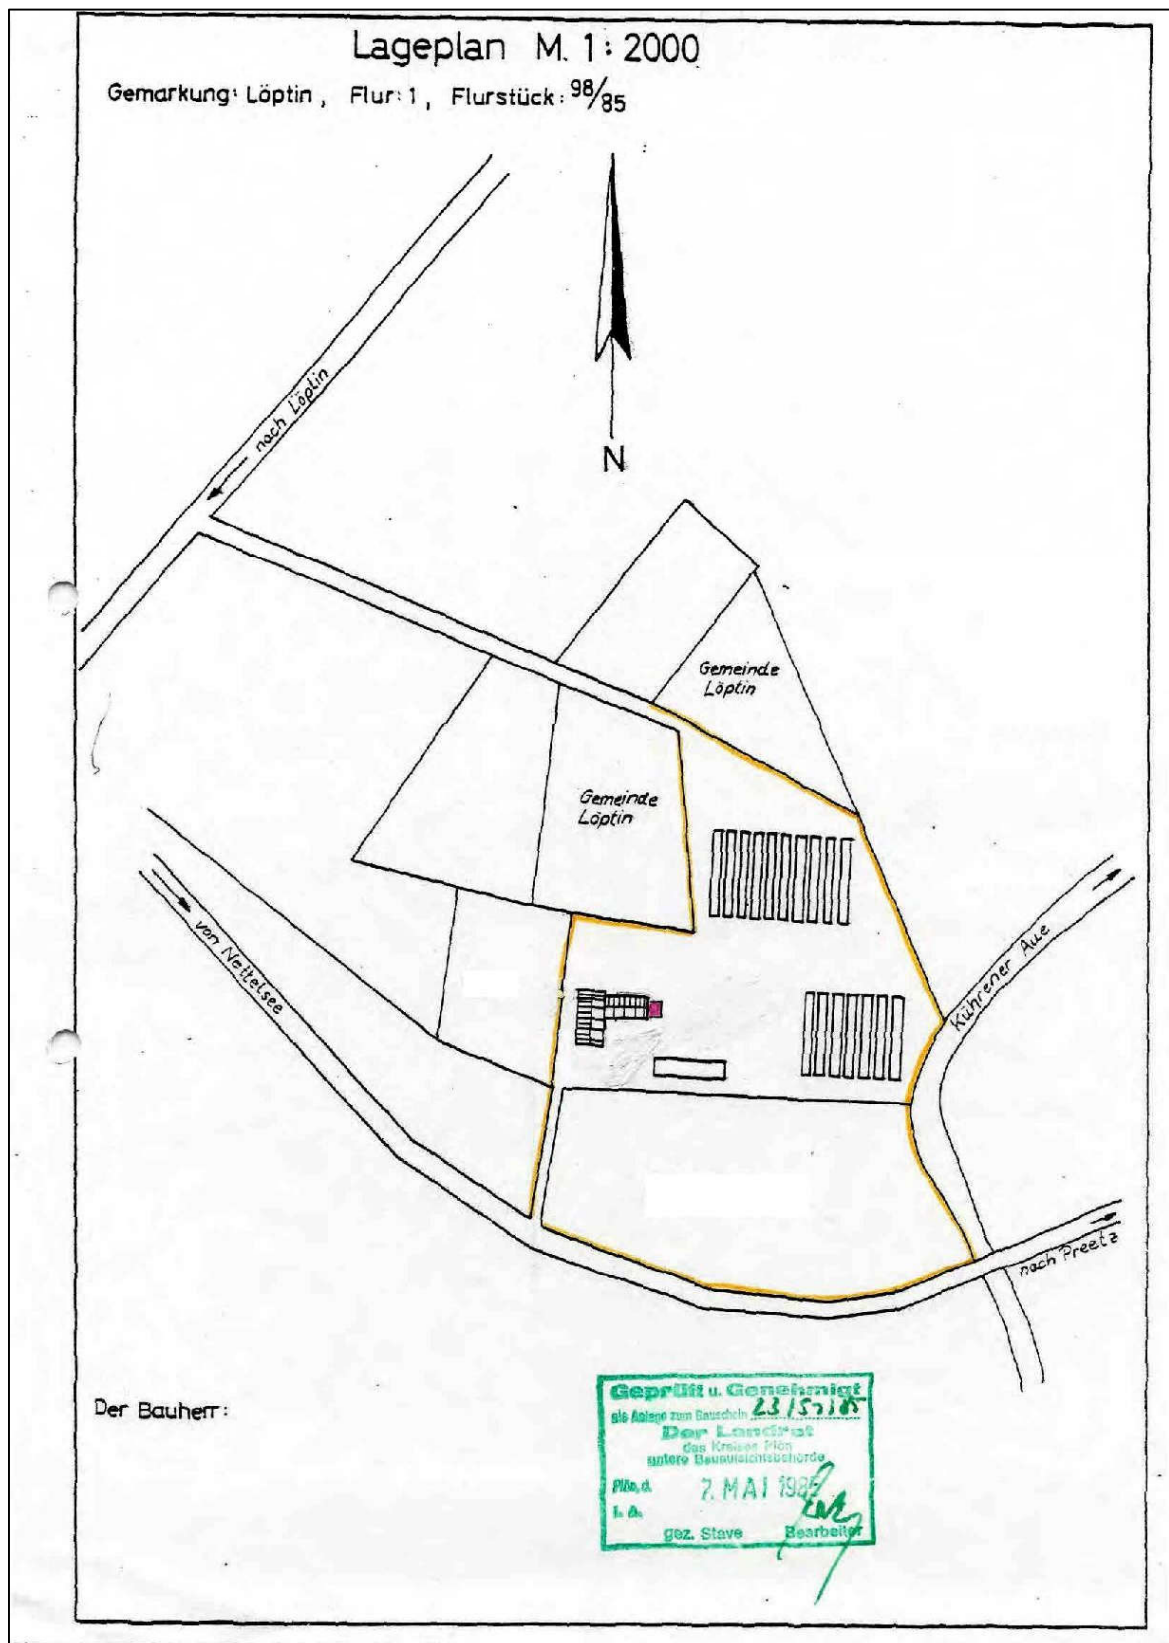 Lageplan M. 1: 2000
Gemarkung: Löptin, Flur: 1, Flurstück: 98/85
nach Löptin
N
Gemeinde
Löptin
Gemeinde
Löptin
von Nettelsee
Kührener Aue
nach Preetz
Der Bauherr:
Geprüft u. Genehmigt
als Anlage zum Bauschein
Der Landrat
des Kreises Plön
untere Bauaufsichtsbehörde
Plön, d. 7. MAI 1985
I. A.
gez. Stave Bearbeiter